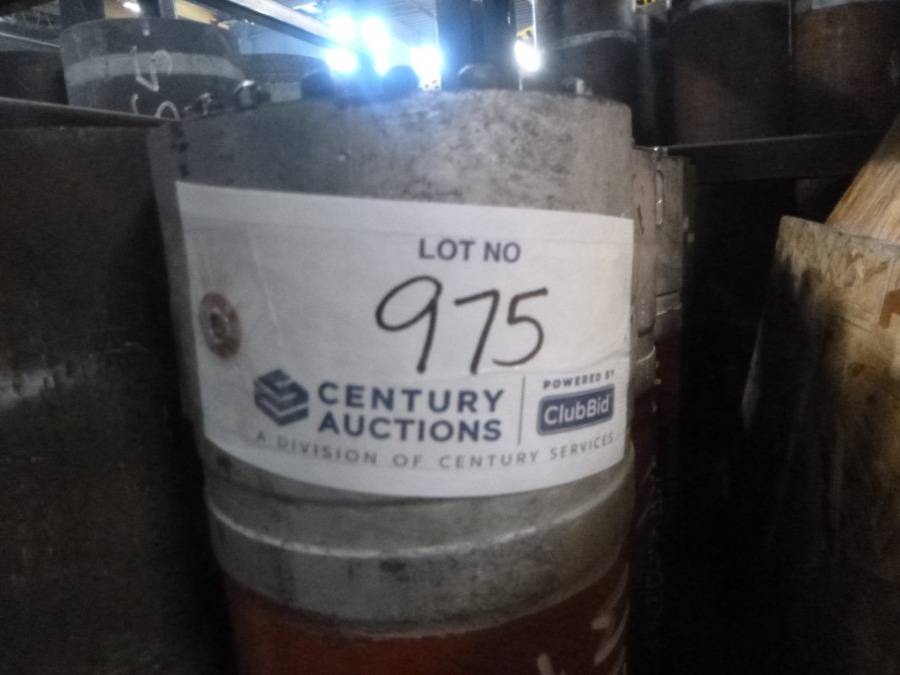 LOT NO
975
CENTURY
AUCTIONS
POWERED BY
ClubBid
A DIVISION OF CENTURY SERVICES